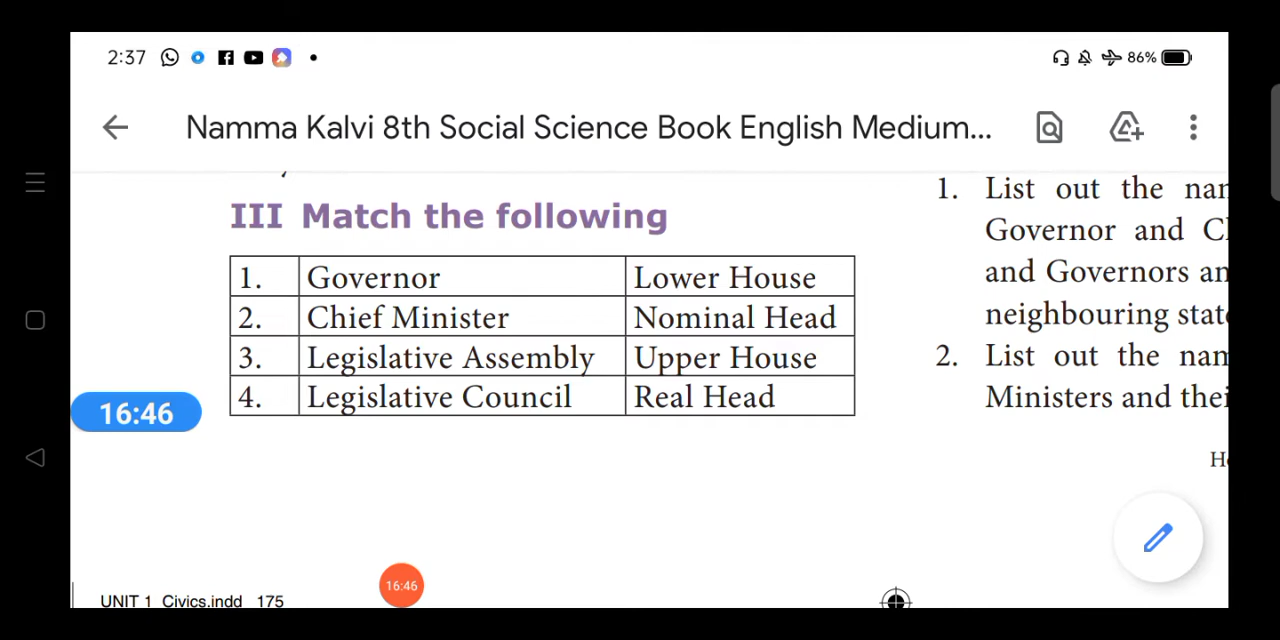 2:37
86%
Namma Kalvi 8th Social Science Book English Medium...
III Match the following
1. Governor Lower House
2. Chief Minister Nominal Head
3. Legislative Assembly Upper House
4. Legislative Council Real Head
16:46
1. List out the nan
Governor and Cl
and Governors an
neighbouring state
2. List out the nam
Ministers and thei
16:46
UNIT 1 Civics.indd 175